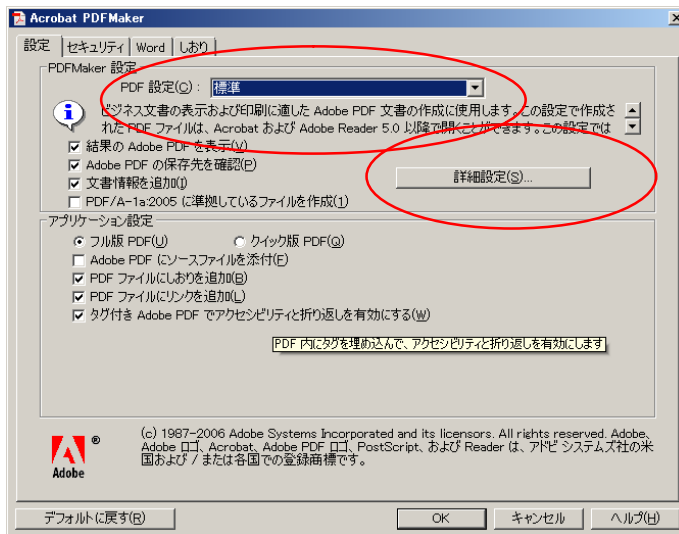 Acrobat PDFMaker
設定 セキュリティ Word しおり
PDFMaker 設定
PDF 設定(C): 標準
ビジネス文書の表示および印刷に適した Adobe PDF 文書の作成に使用します。この設定で作成さ
れた PDF ファイルは、Acrobat および Adobe Reader 5.0 以降で開くことができます。この設定では
結果の Adobe PDF を表示(V)
Adobe PDF の保存先を確認(P)
詳細設定(S)...
文書情報を追加(I)
PDF/A-1a:2005 に準拠しているファイルを作成(1)
アプリケーション設定
フル版 PDF(U) クイック版 PDF(Q)
Adobe PDF にソースファイルを添付(F)
PDF ファイルにしおりを追加(B)
PDF ファイルにリンクを追加(L)
タグ付き Adobe PDF でアクセシビリティと折り返しを有効にする(W)
PDF 内にタグを埋め込んで、アクセシビリティと折り返しを有効にします
(c) 1987-2006 Adobe Systems Incorporated and its licensors. All rights reserved. Adobe,
Adobe ロゴ、Acrobat、Adobe PDF ロゴ、PostScript、および Reader は、アドビ システムズ社の米
国および / または各国での登録商標です。
Adobe
デフォルトに戻す(R) OK キャンセル ヘルプ(H)